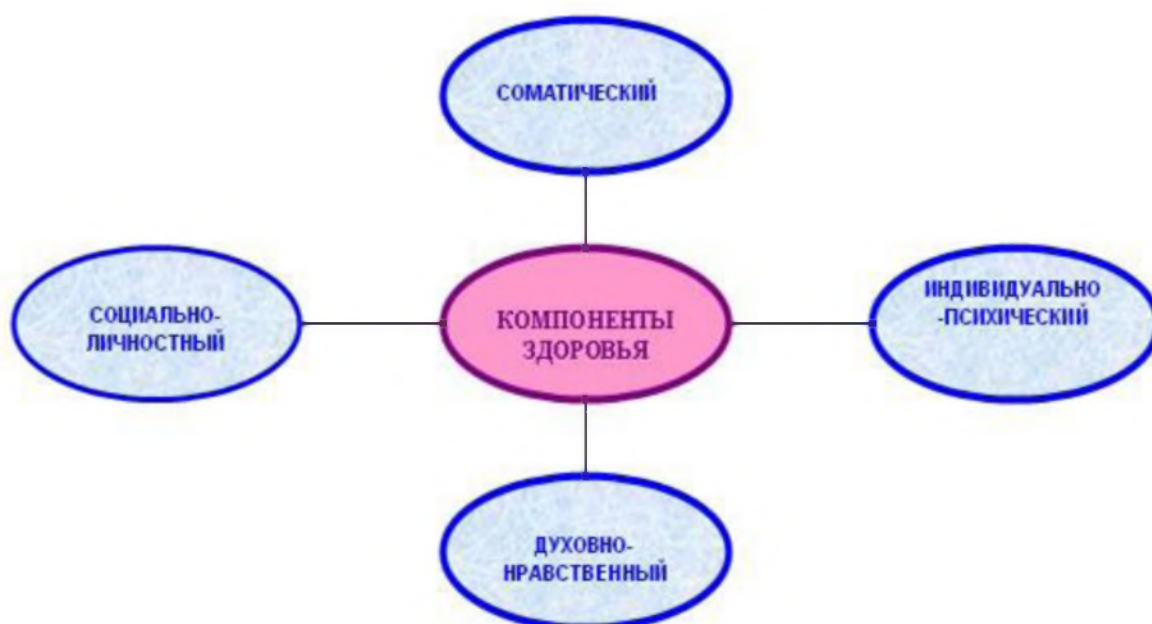 СОМАТИЧЕСКИЙ
СОЦИАЛЬНО-
ЛИЧНОСТНЫЙ
КОМПОНЕНТЫ
ЗДОРОВЬЯ
ИНДИВИДУАЛЬНО
-ПСИХИЧЕСКИЙ
ДУХОВНО-
НРАВСТВЕННЫЙ